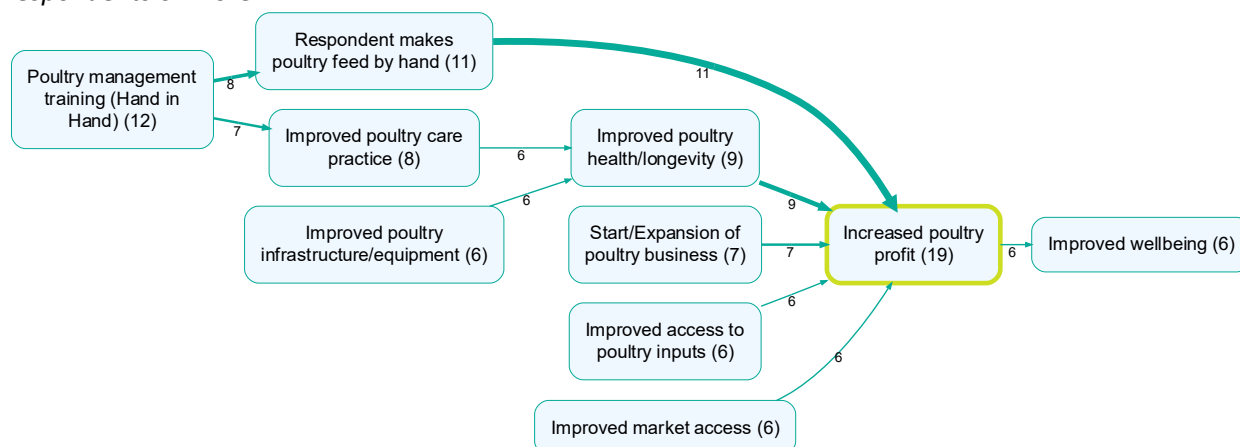 Respondent makes
poultry feed by hand (11)
Poultry management
training (Hand in
Hand) (12)
8
11
7
Improved poultry care
practice (8)
6
Improved poultry
health/longevity (9)
6
9
Improved poultry
infrastructure/equipment (6)
Start/Expansion of
poultry business (7)
7
Increased poultry
profit (19)
6
Improved wellbeing (6)
6
Improved access to
poultry inputs (6)
6
Improved market access (6)